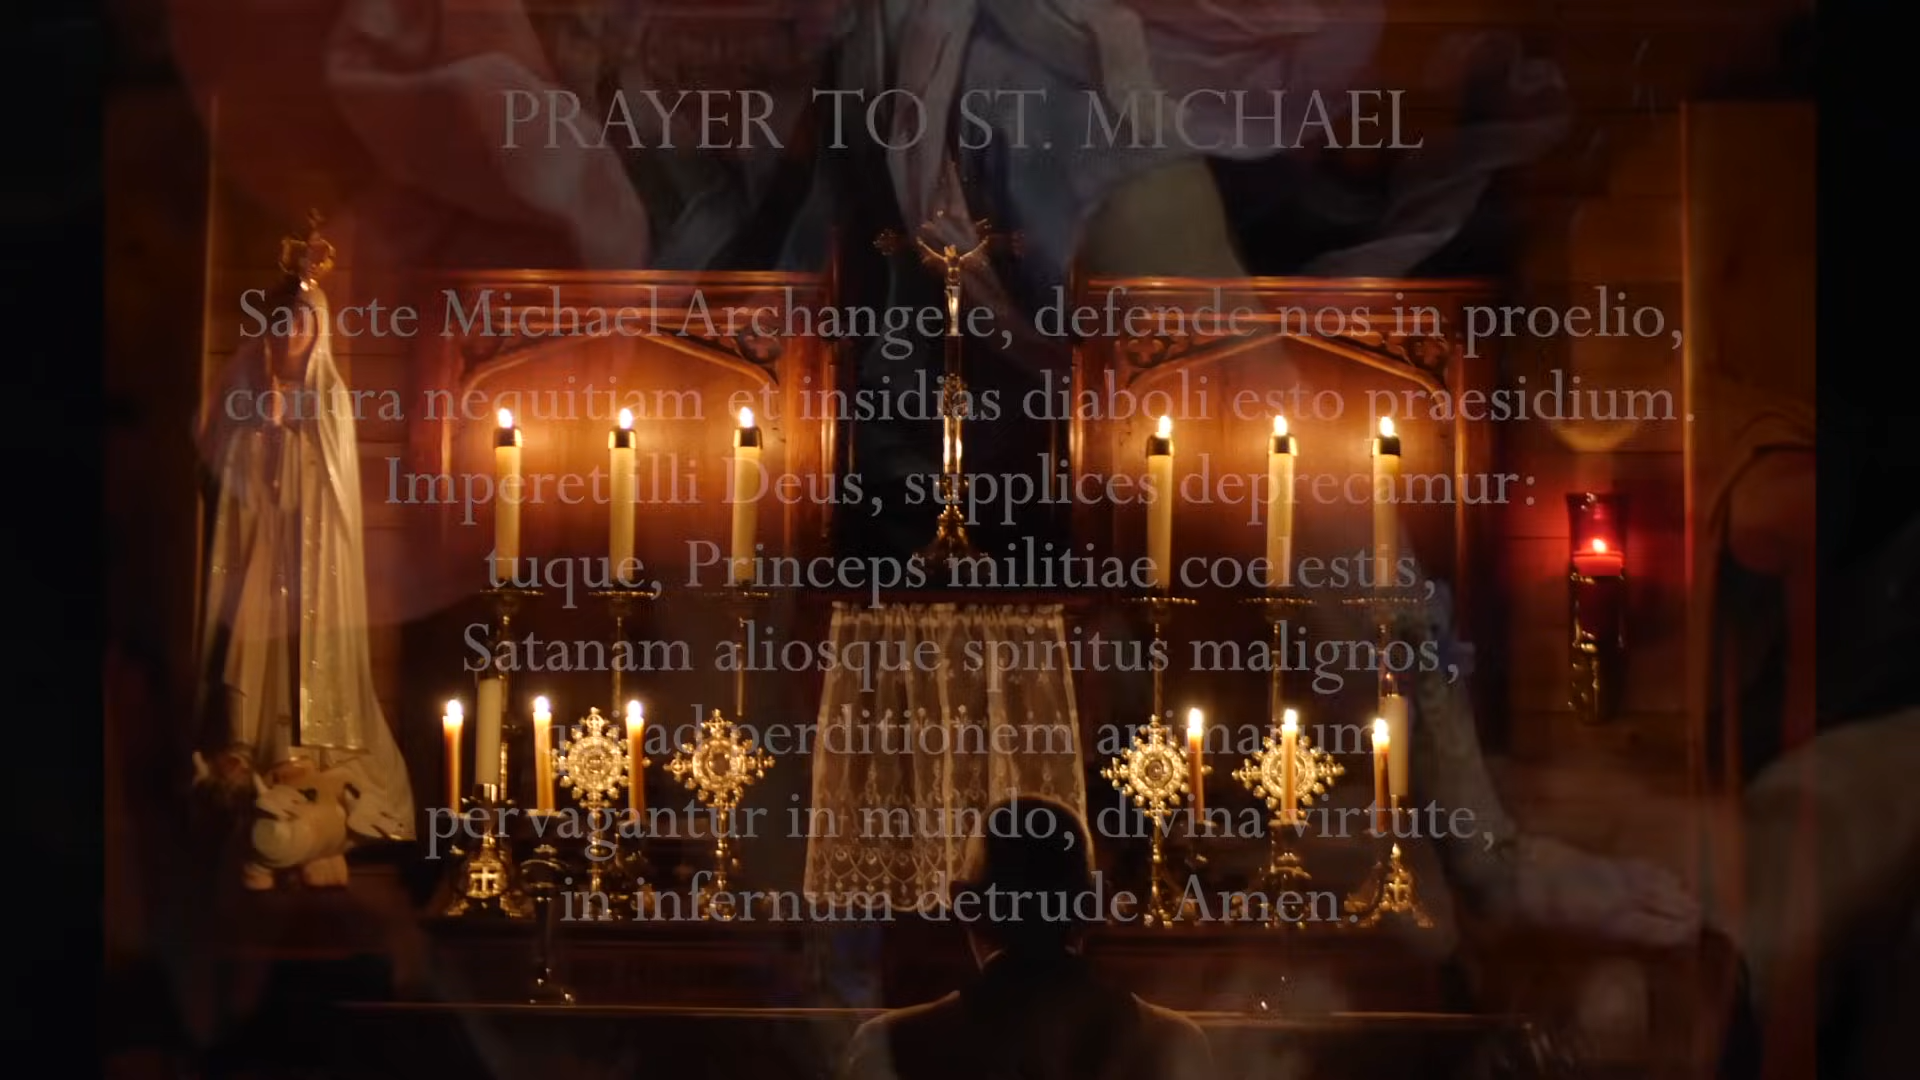 PRAYER TO ST. MICHAEL
Sancte Michael Archangele, defende nos in proelio,
contra nequitiam et insidias diaboli esto praesidium.
Imperet illi Deus, supplices deprecamur:
tuque, Princeps militiae coelestis,
Satanam aliosque spiritus malignos,
qui ad perditionem animarum
pervagantur in mundo, divina virtute,
in infernum detrude. Amen.